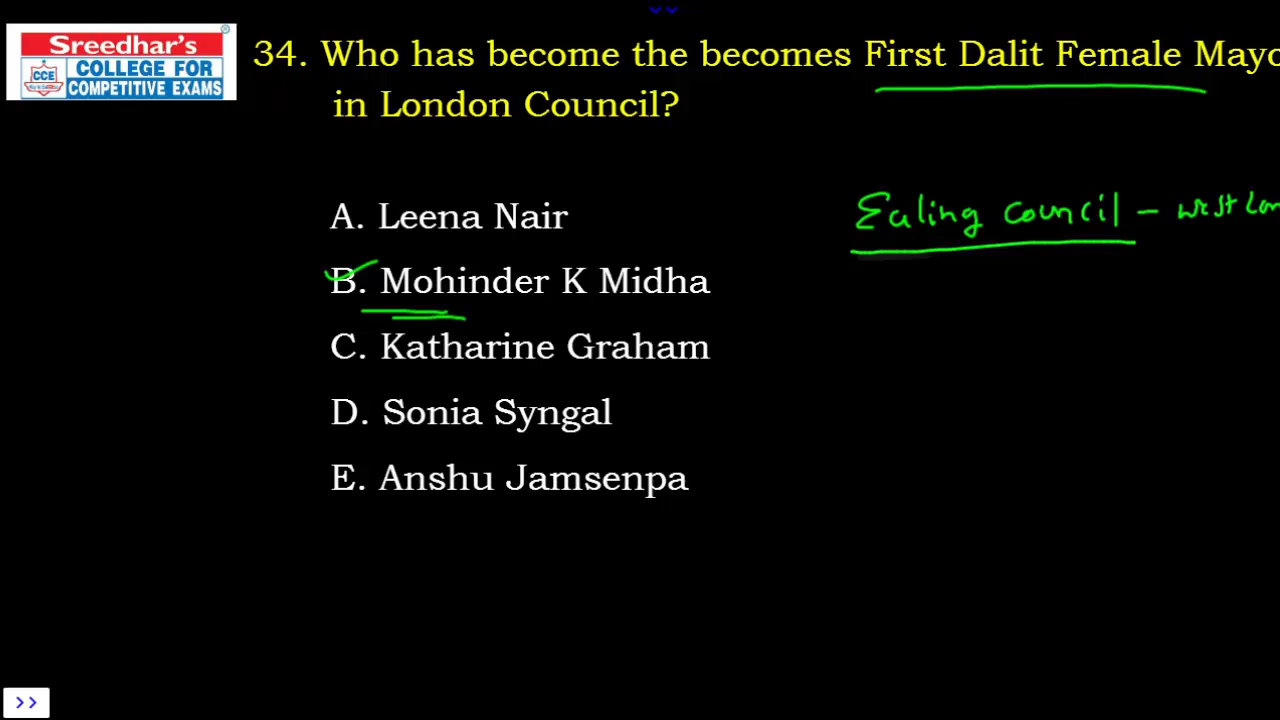 Sreedhar's
CCE
COLLEGE FOR
COMPETITIVE EXAMS
34. Who has become the becomes First Dalit Female Mayo
in London Council?
A. Leena Nair
Ealing council - west Lon
B. Mohinder K Midha
C. Katharine Graham
D. Sonia Syngal
E. Anshu Jamsenpa
>>